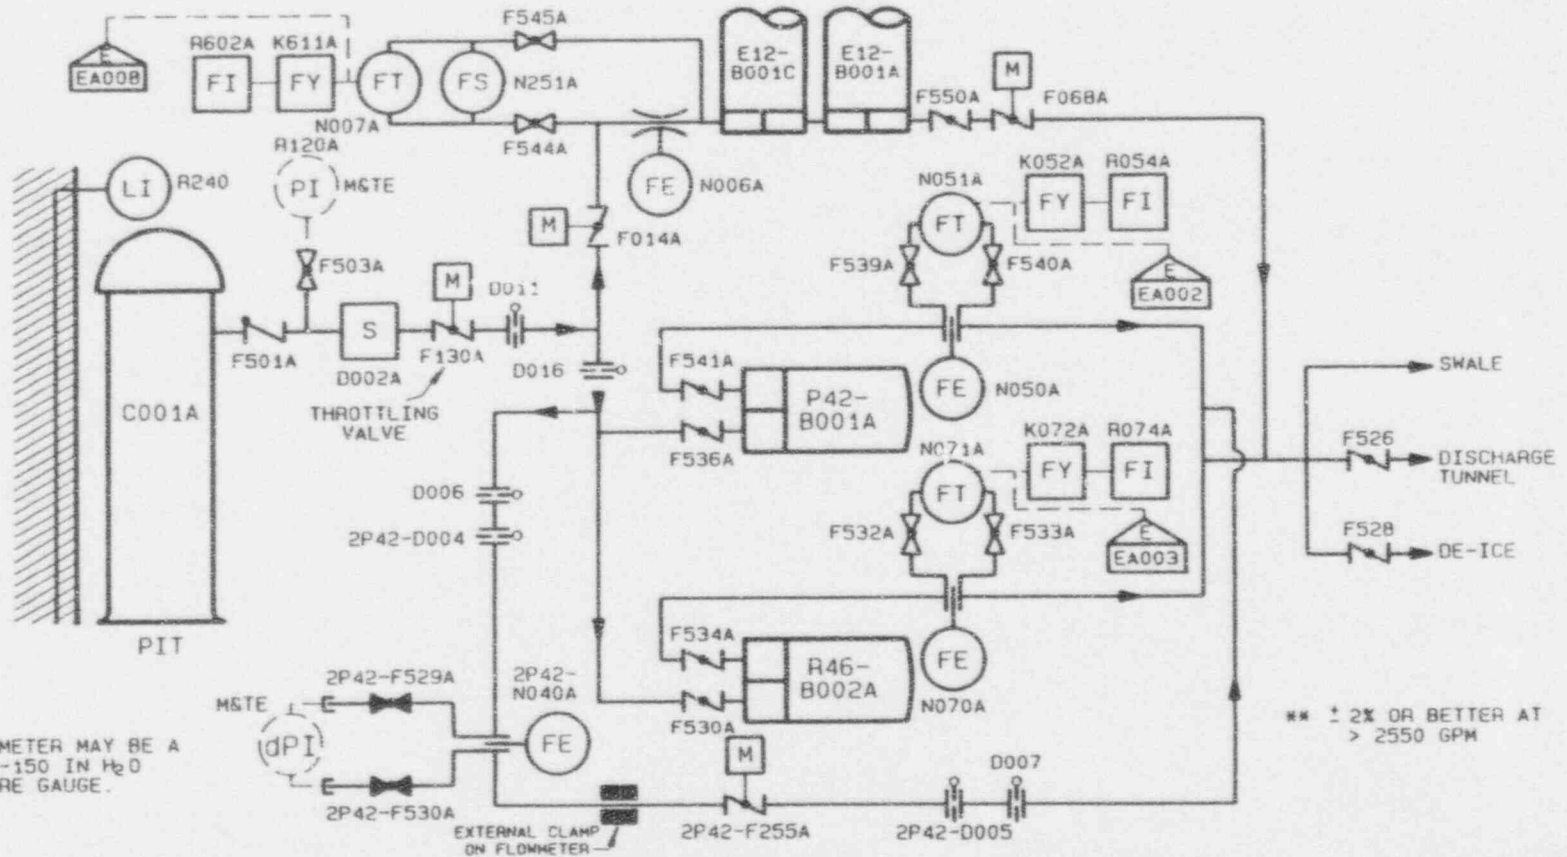 F545A
R602A K611A
E
EA008
FI
FY
FT
FS
N251A
N007A
F544A
E12-
B001C
E12-
B001A
M
F550A
F068A
R120A
PI
M&TE
LI
R240
FE
N006A
M
F014A
F503A
N051A
FT
K052A R054A
FY
FI
F539A
F540A
E
EA002
M
D011
F501A
S
D002A
F130A
THROTTLING
VALVE
D016
C001A
PIT
F541A
P42-
B001A
F536A
FE
N050A
SWALE
F526
DISCHARGE
TUNNEL
F528
DE-ICE
N071A
FT
K072A R074A
FY
FI
F532A
F533A
E
EA003
D006
2P42-D004
F534A
R46-
B002A
F530A
FE
N070A
2P42-F529A
M&TE
dPI
2P42-
N040A
FE
2P42-F530A
METER MAY BE A
-150 IN H2O
RE GAUGE.
EXTERNAL CLAMP
ON FLOWMETER
M
2P42-F255A
2P42-D005
D007
** ± 2% OR BETTER AT
> 2550 GPM